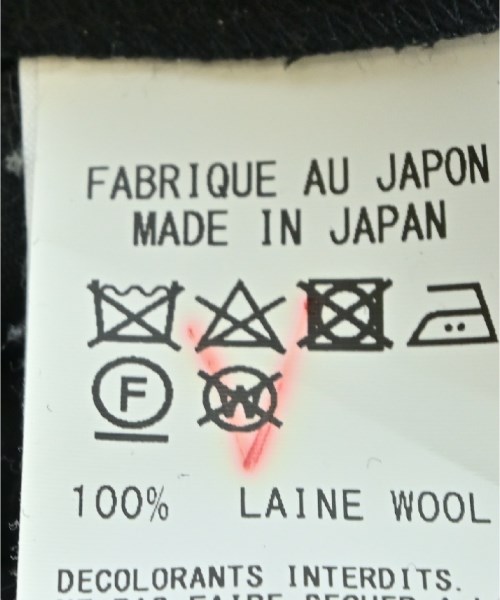 FABRIQUE AU JAPON
MADE IN JAPAN
F W
100% LAINE WOOL
DECOLORANTS INTERDITS.